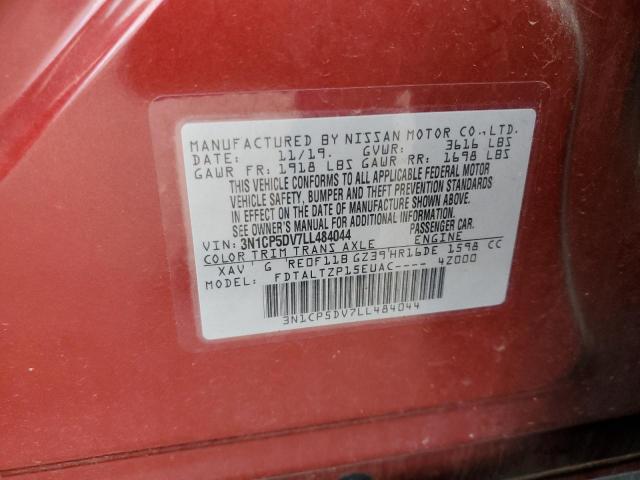 MANUFACTURED BY NISSAN MOTOR CO., LTD.
DATE: 11/19. GVWR: 3616 LBS
GAWR FR: 1918 LBS GAWR RR: 1698 LBS
THIS VEHICLE CONFORMS TO ALL APPLICABLE FEDERAL MOTOR
VEHICLE SAFETY, BUMPER AND THEFT PREVENTION STANDARDS
IN EFFECT ON THE DATE OF MANUFACTURE SHOWN ABOVE.
SEE OWNER'S MANUAL FOR ADDITIONAL INFORMATION.
VIN: 3N1CP5DV7LL484044 PASSENGER CAR.
COLOR TRIM TRANS AXLE ENGINE
XAV G RE0F11B GZ39 HR16DE 1598 CC
MODEL: FDTALTZP15EUAC---- 4Z000
3N1CP5DV7LL484044